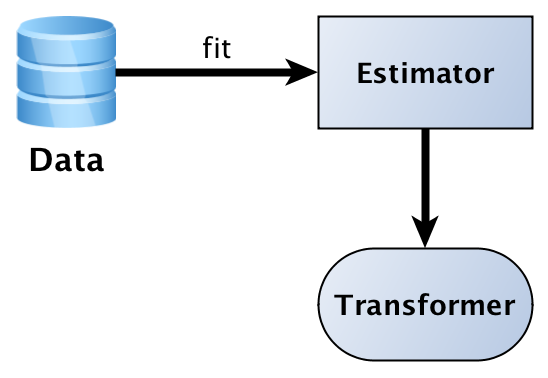 fit
Estimator
Data
Transformer